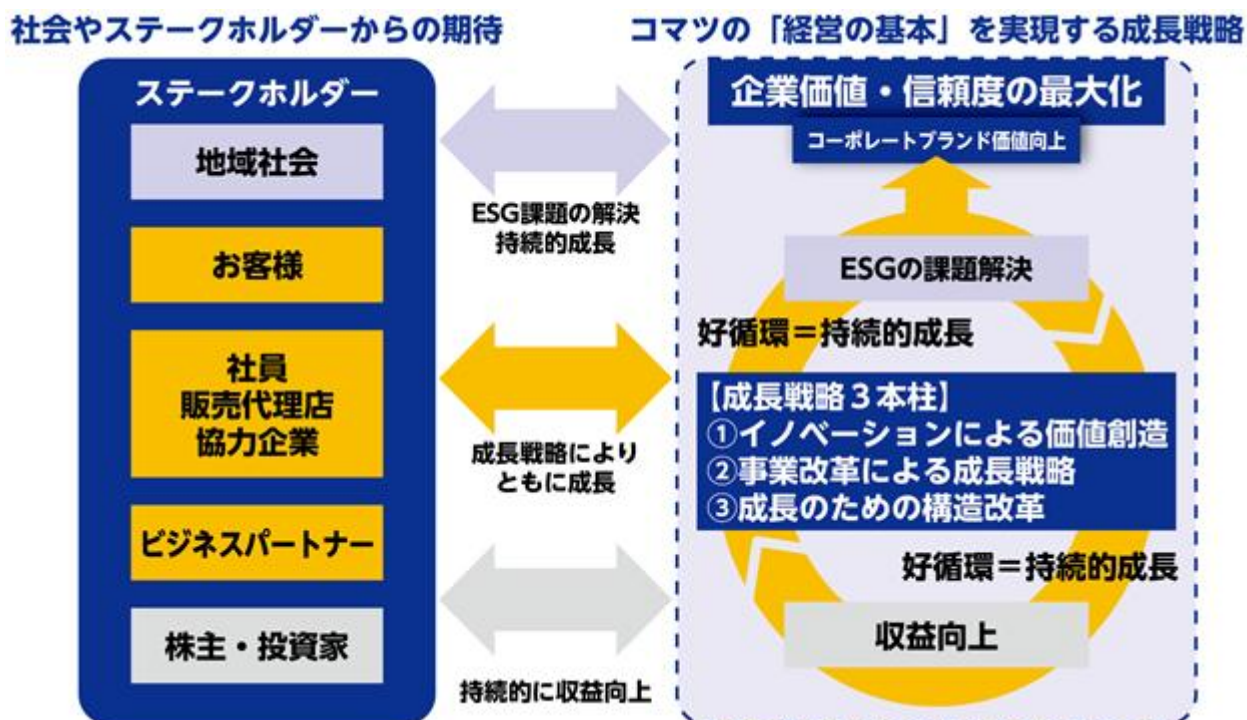 社会やステークホルダーからの期待
ステークホルダー
地域社会
お客様
社員
販売代理店
協力企業
ビジネスパートナー
株主・投資家
ESG課題の解決
持続的成長
成長戦略により
ともに成長
持続的に収益向上
コマツの「経営の基本」を実現する成長戦略
企業価値・信頼度の最大化
コーポレートブランド価値向上
ESGの課題解決
好循環＝持続的成長
【成長戦略３本柱】
①イノベーションによる価値創造
②事業改革による成長戦略
③成長のための構造改革
好循環＝持続的成長
収益向上